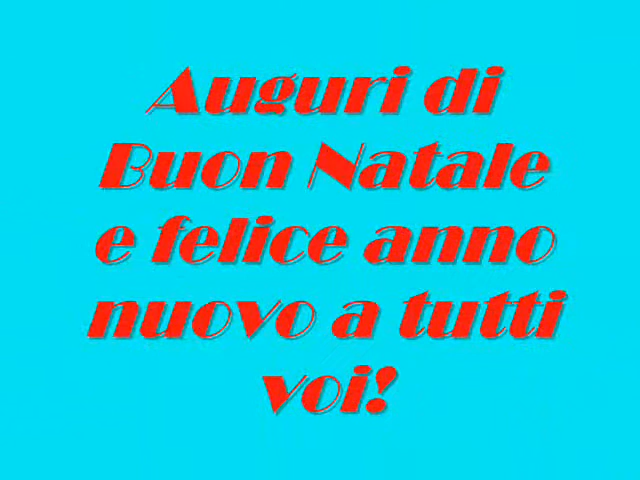 Auguri di
Buon Natale
e felice anno
nuovo a tutti
voi!